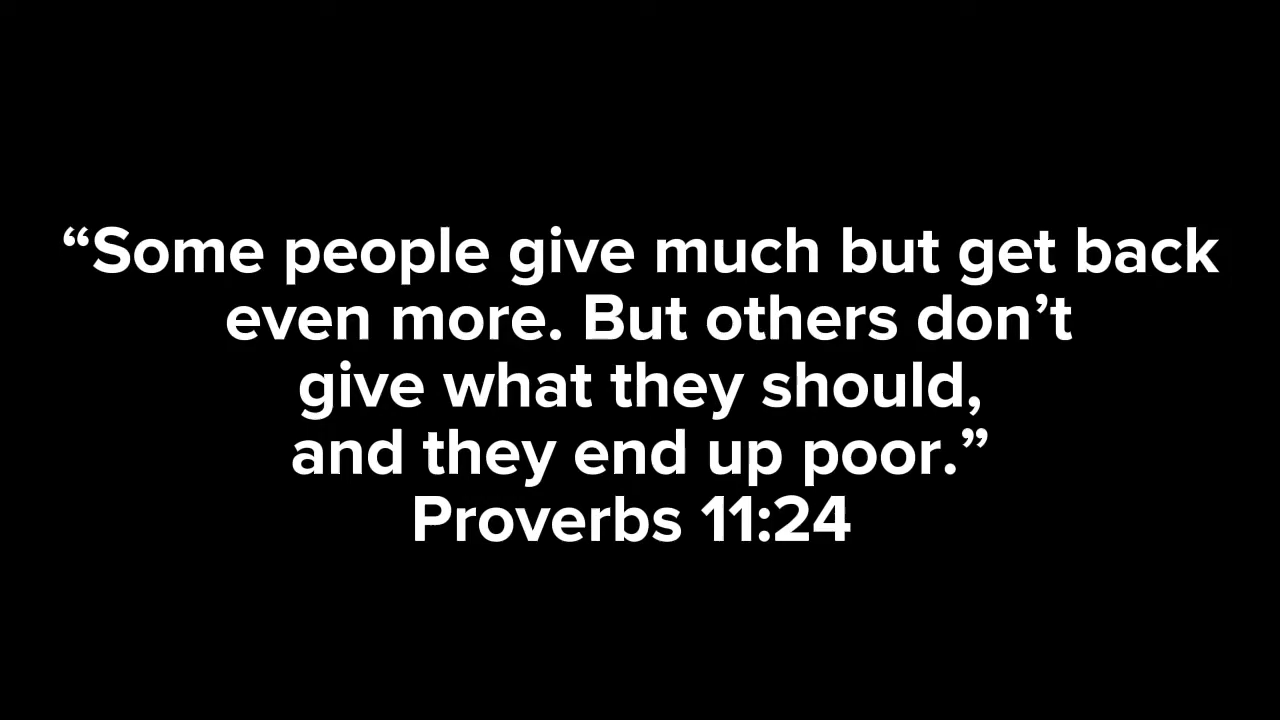 “Some people give much but get back
even more. But others don’t
give what they should,
and they end up poor.”
Proverbs 11:24